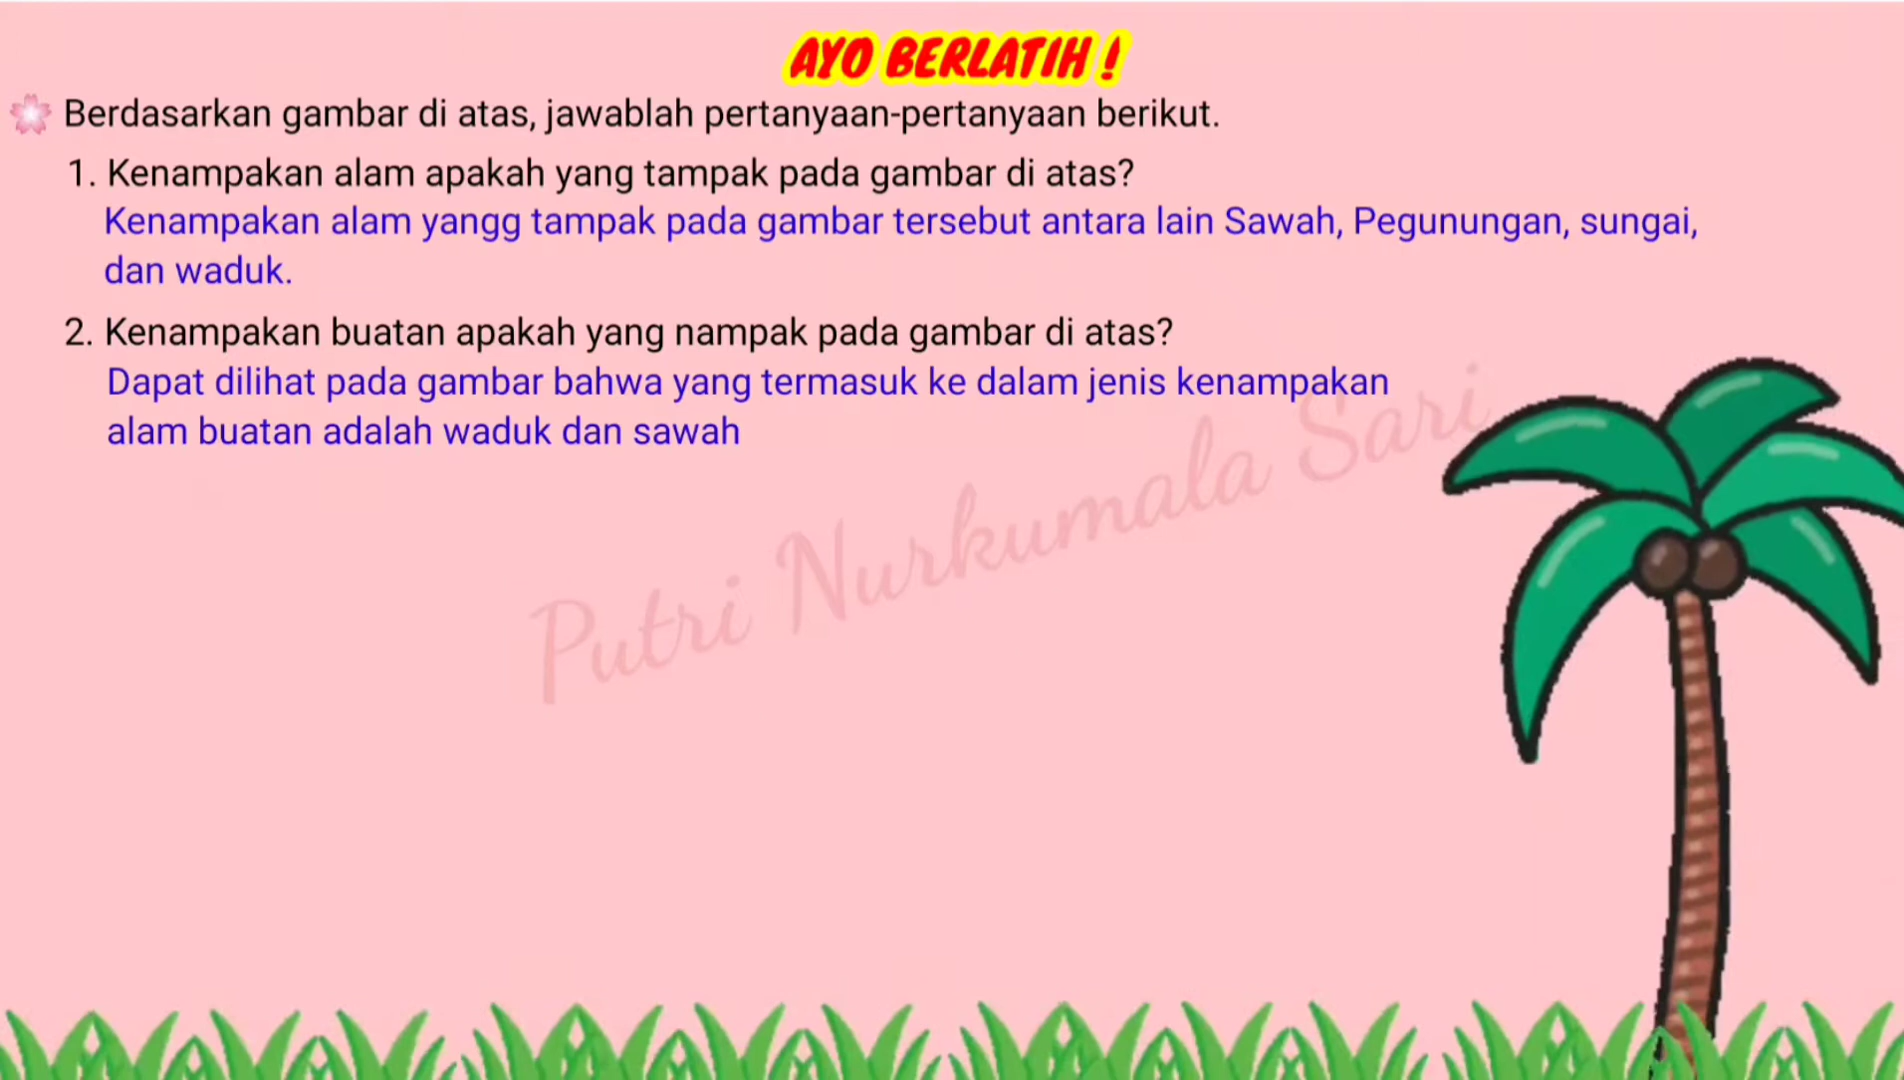 AYO BERLATIH !
Berdasarkan gambar di atas, jawablah pertanyaan-pertanyaan berikut.
1. Kenampakan alam apakah yang tampak pada gambar di atas?
Kenampakan alam yangg tampak pada gambar tersebut antara lain Sawah, Pegunungan, sungai,
dan waduk.
2. Kenampakan buatan apakah yang nampak pada gambar di atas?
Dapat dilihat pada gambar bahwa yang termasuk ke dalam jenis kenampakan
alam buatan adalah waduk dan sawah
Putri Nurkumala Sari